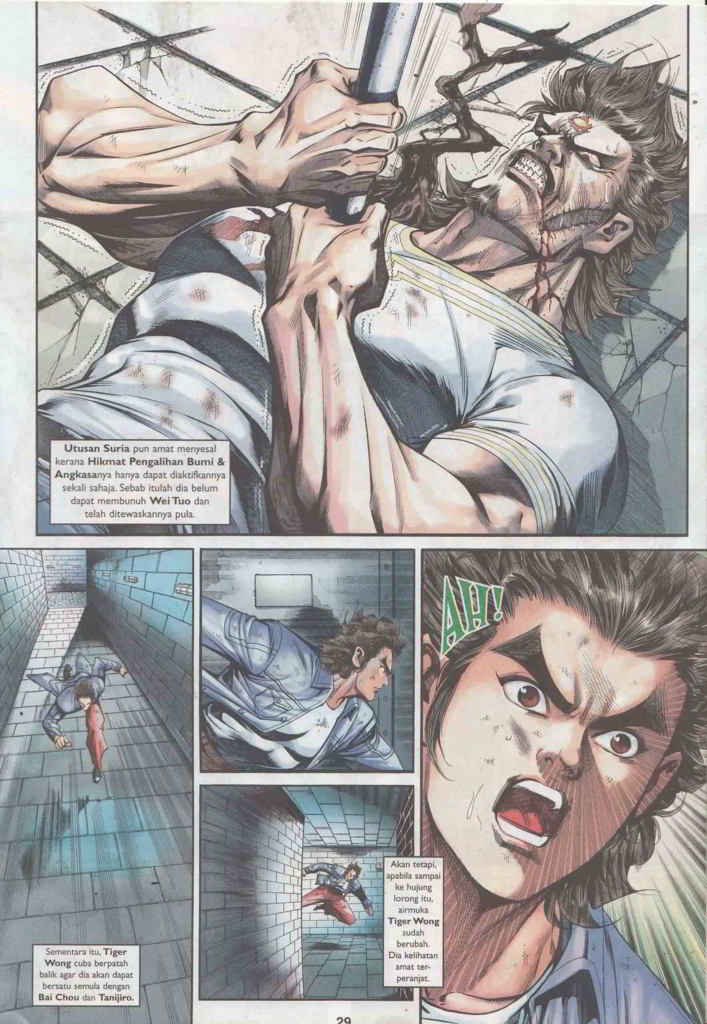 Utusan Suria pun amat menyesal
kerana Hikmat Pengalihan Bumi &
Angkasanya hanya dapat diaktifkannya
sekali sahaja. Sebab itulah dia belum
dapat membunuh Wei Tuo dan
telah ditewaskannya pula.
AH!
Akan tetapi,
apabila sampai
ke hujung
lorong itu,
airmuka
Tiger Wong
sudah
berubah.
Dia kelihatan
amat ter-
peranjat.
Sementara itu, Tiger
Wong cuba berpatah
balik agar dia akan dapat
bersatu semula dengan
Bai Chou dan Tanijiro.
29